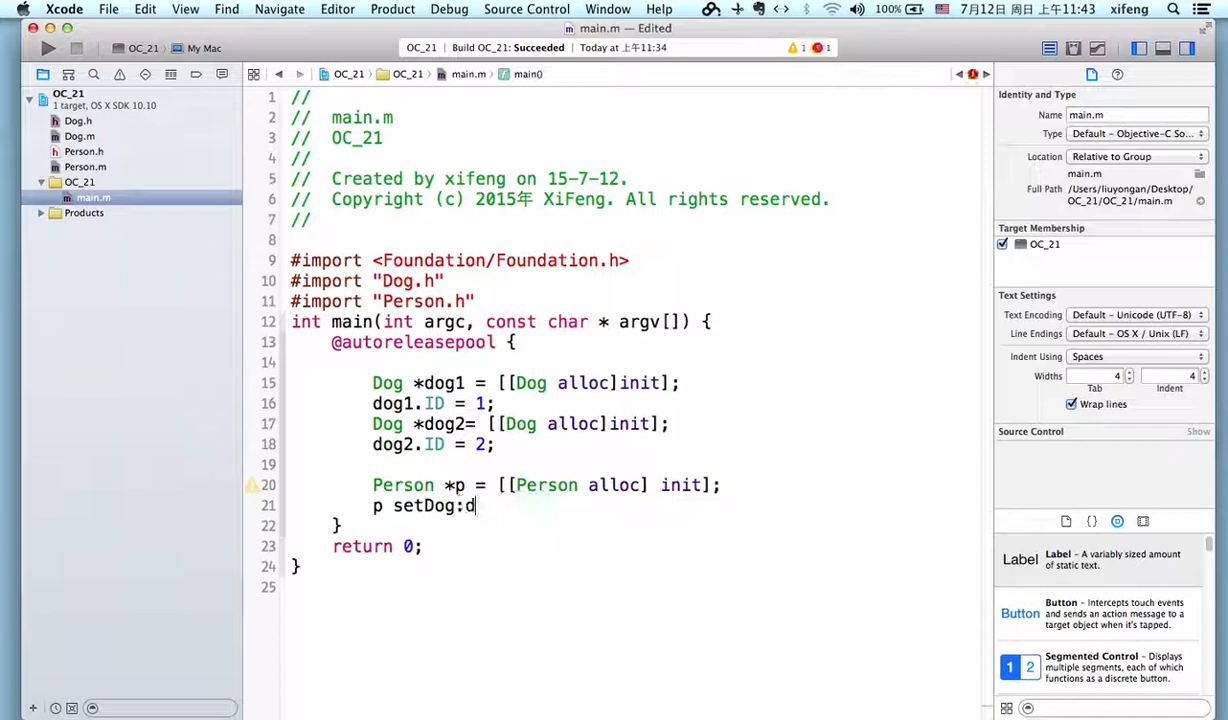 Xcode File Edit View Find Navigate Editor Product Debug Source Control Window Help 100% 7月12日 周日 上午11:43 xifeng
main.m — Edited
OC_21 My Mac
OC_21 Build OC_21: Succeeded Today at 上午11:34 1 1
OC_21 OC_21 main.m main()
OC_21
1 target, OS X SDK 10.10
Dog.h
Dog.m
Person.h
Person.m
OC_21
main.m
Products
1 //
2 // main.m
3 // OC_21
4 //
5 // Created by xifeng on 15-7-12.
6 // Copyright (c) 2015年 XiFeng. All rights reserved.
7 //
8
9 #import <Foundation/Foundation.h>
10 #import "Dog.h"
11 #import "Person.h"
12 int main(int argc, const char * argv[]) {
13 @autoreleasepool {
14
15 Dog *dog1 = [[Dog alloc]init];
16 dog1.ID = 1;
17 Dog *dog2= [[Dog alloc]init];
18 dog2.ID = 2;
19
20 Person *p = [[Person alloc] init];
21 p setDog:d
22 }
23 return 0;
24 }
25
Identity and Type
Name main.m
Type Default - Objective-C So...
Location Relative to Group
main.m
Full Path /Users/liuyongan/Desktop/
OC_21/OC_21/main.m
Target Membership
OC_21
Text Settings
Text Encoding Default - Unicode (UTF-8)
Line Endings Default - OS X / Unix (LF)
Indent Using Spaces
Widths 4 4
Tab Indent
Wrap lines
Source Control Show
Label
Label - A variably sized amount
of static text.
Button
Button - Intercepts touch events
and sends an action message to a
target object when it's tapped.
1 2
Segmented Control - Displays
multiple segments, each of which
functions as a discrete button.